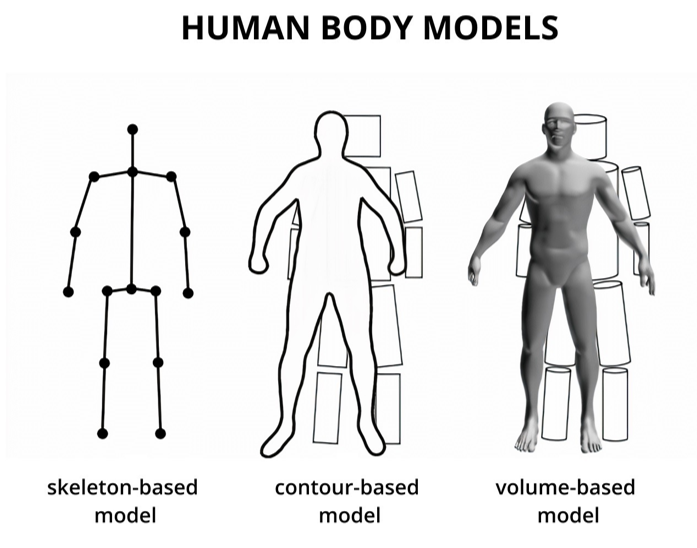 HUMAN BODY MODELS
skeleton-based
model
contour-based
model
volume-based
model